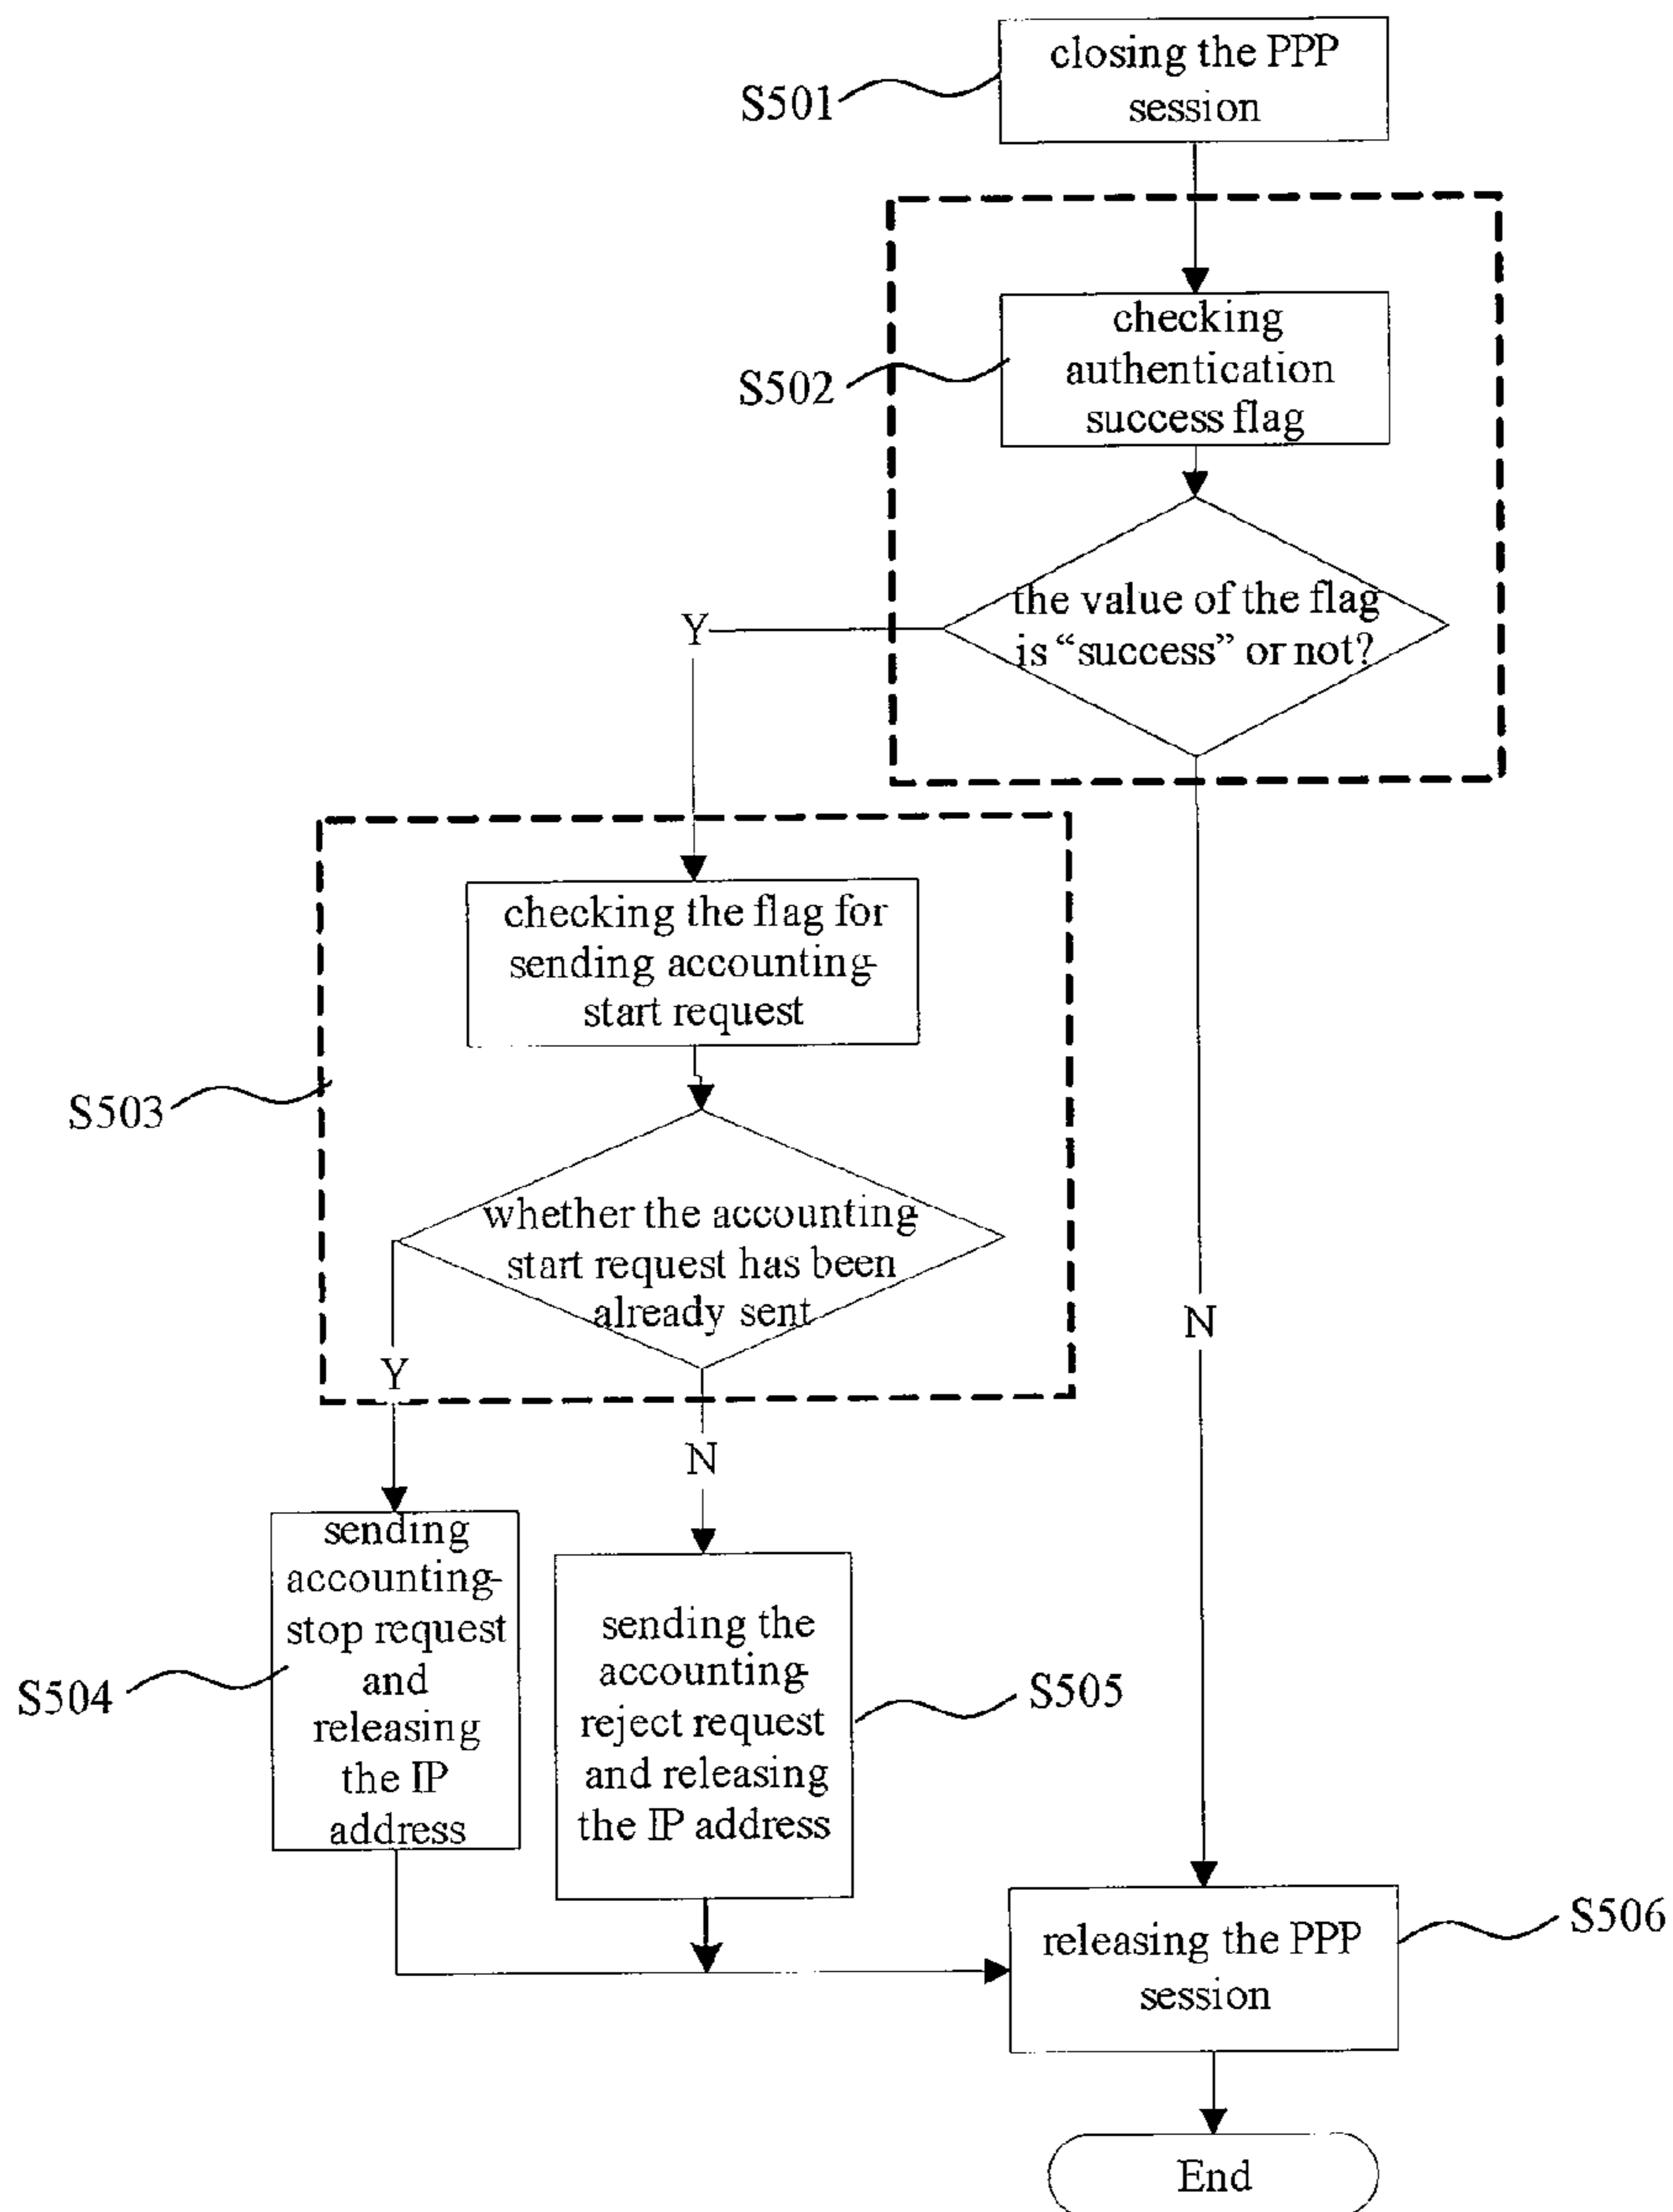 closing the PPP
session
S501
checking
authentication
success flag
S502
the value of the flag
is “success” or not?
Y
checking the flag for
sending accounting-
start request
S503
whether the accounting
start request has been
already sent
N
Y
N
sending
accounting-
stop request
and
releasing
the IP
address
S504
sending the
accounting-
reject request
and releasing
the IP address
S505
releasing the PPP
session
S506
End